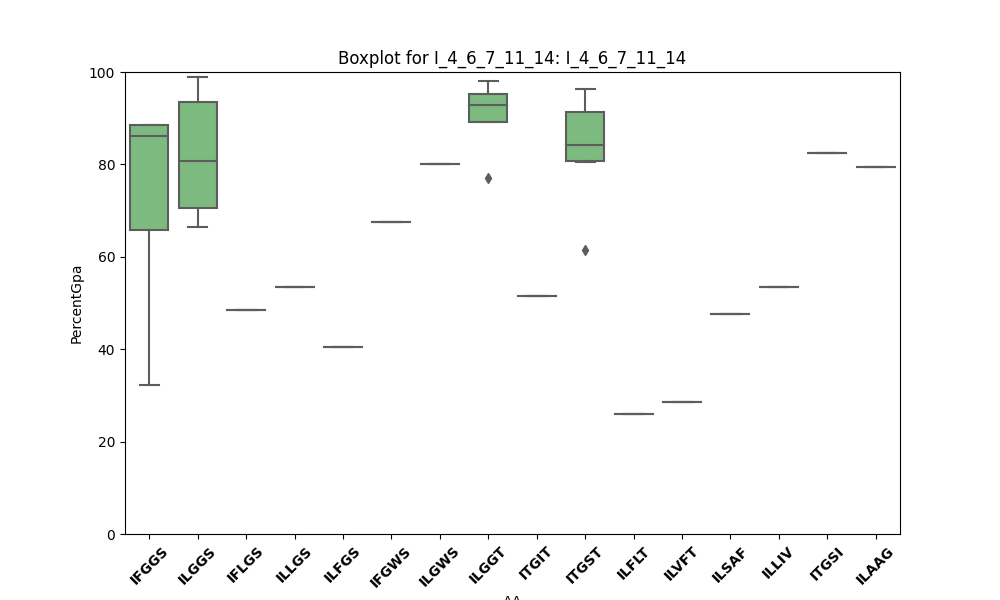 Boxplot for I_4_6_7_11_14: I_4_6_7_11_14
PercentGpa
100
80
60
40
20
0
IFGGS
ILGGS
IFLGS
ILLGS
ILFGS
IFGWS
ILGWS
ILGGT
ITGIT
ITGST
ILFLT
ILVFT
ILSAF
ILLIV
ITGSI
ILAAG
AA